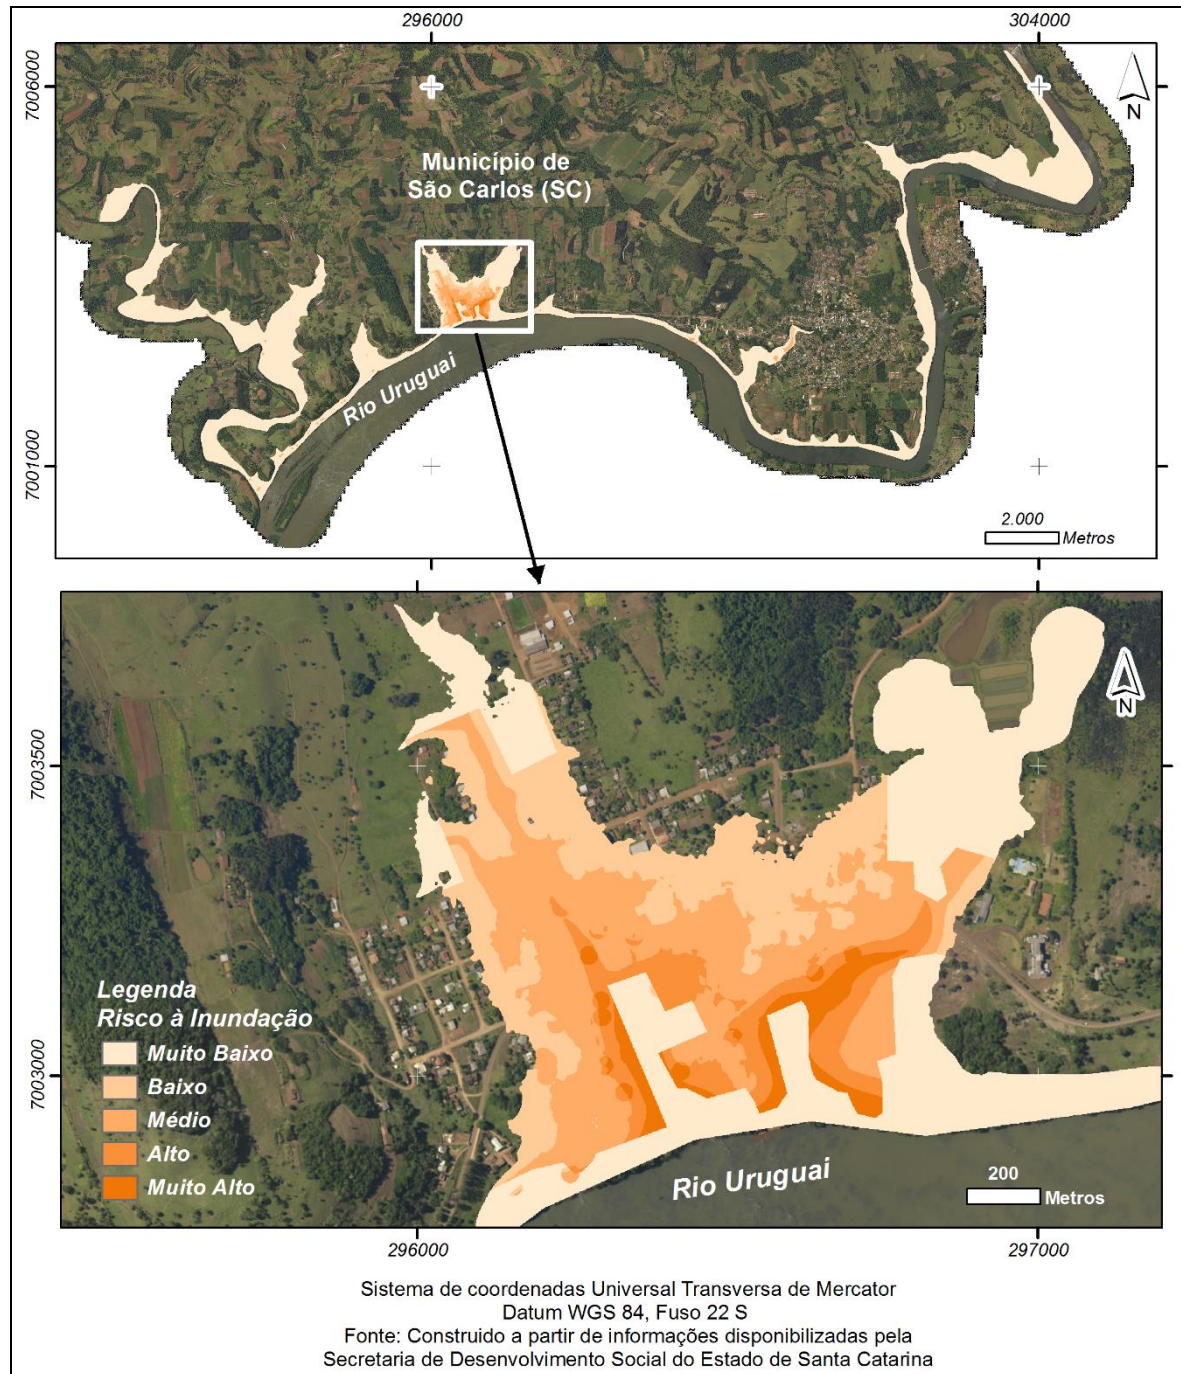 296000
304000
7006000
N
Município de
São Carlos (SC)
Rio Uruguai
7001000
2.000
Metros
7003500
N
Legenda
Risco à Inundação
Muito Baixo
Baixo
Médio
Alto
Muito Alto
7003000
Rio Uruguai
200
Metros
296000
297000
Sistema de coordenadas Universal Transversa de Mercator
Datum WGS 84, Fuso 22 S
Fonte: Construido a partir de informações disponibilizadas pela
Secretaria de Desenvolvimento Social do Estado de Santa Catarina